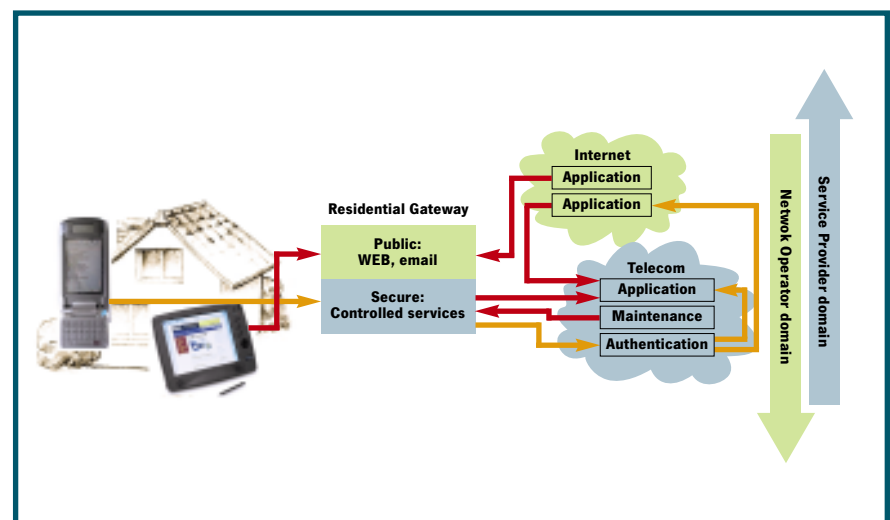 Internet
Application
Application
Residential Gateway
Public:
WEB, email
Secure:
Controlled services
Telecom
Application
Maintenance
Authentication
Netwok Operator domain
Service Provider domain